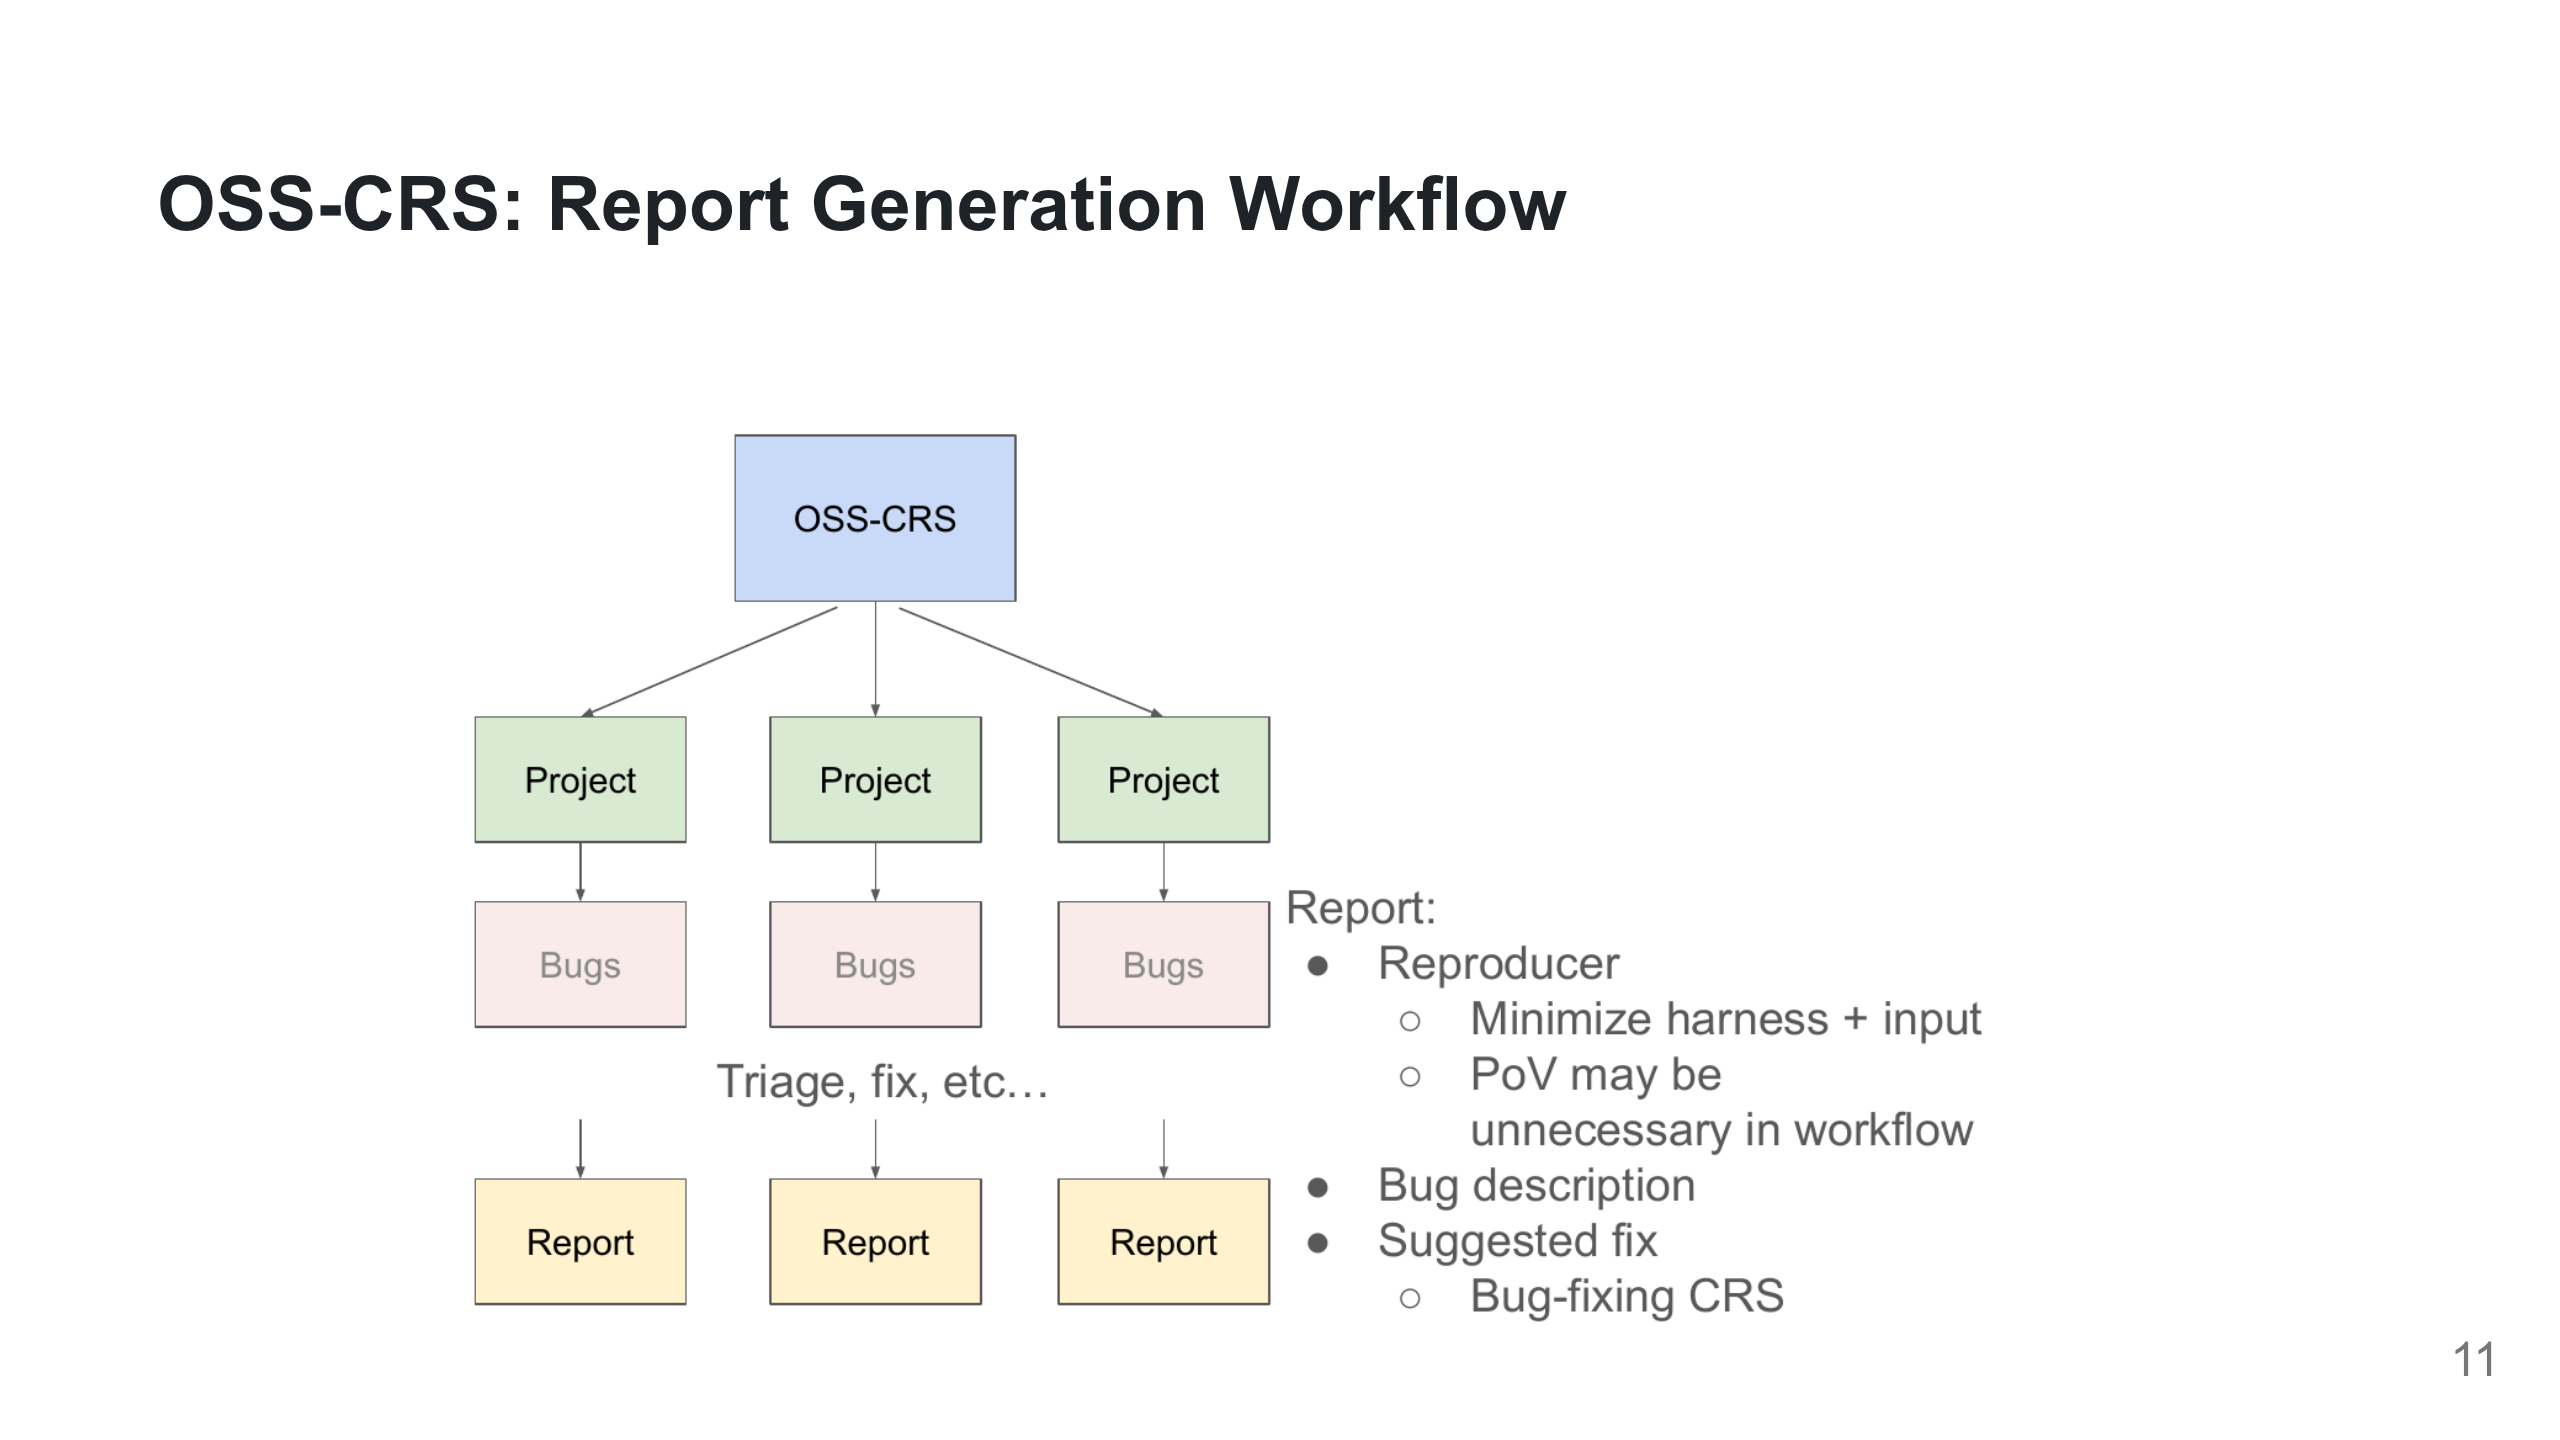 OSS-CRS: Report Generation Workflow
OSS-CRS
Project
Project
Project
Bugs
Bugs
Bugs
Triage, fix, etc…
Report
Report
Report
Report:
● Reproducer
○ Minimize harness + input
○ PoV may be
unnecessary in workflow
● Bug description
● Suggested fix
○ Bug-fixing CRS
11